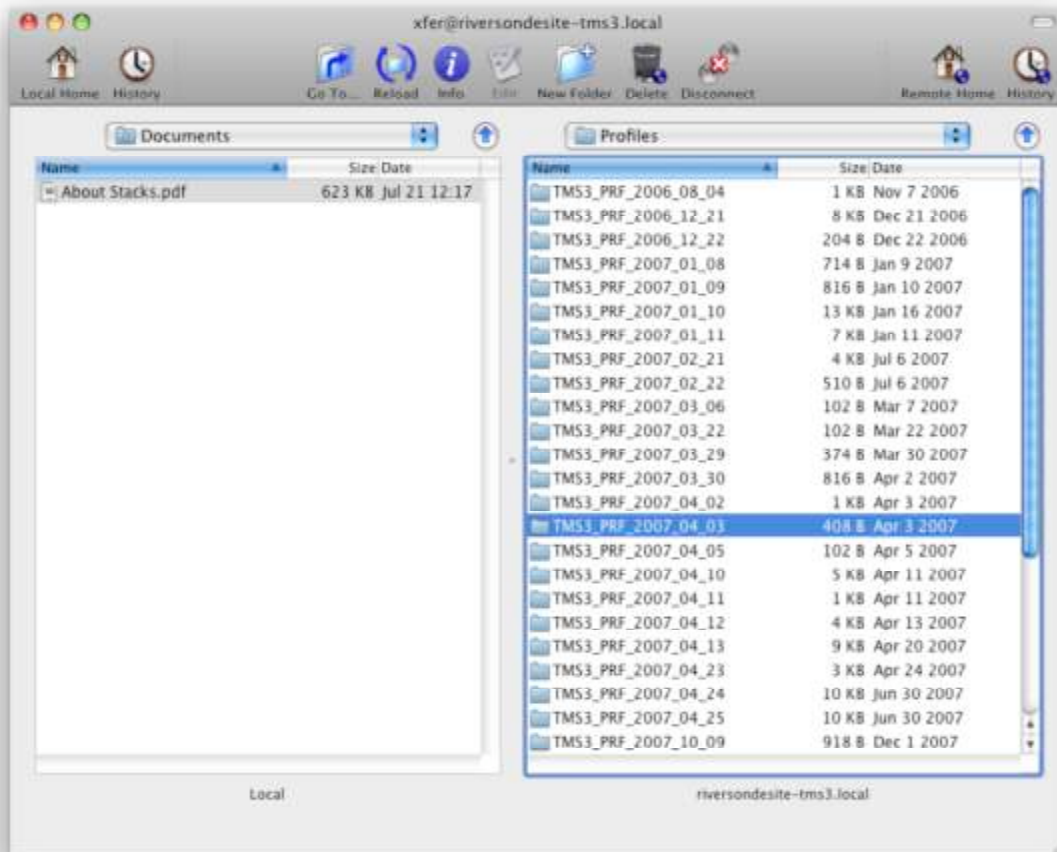 xfer@riversondesite-tms3.local
Local Home History Go To... Reload Info Edit New Folder Delete Disconnect Remote Home History
Documents Profiles
Name Size Date
About Stacks.pdf 623 KB Jul 21 12:17
Name Size Date
TMS3_PRF_2006_08_04 1 KB Nov 7 2006
TMS3_PRF_2006_12_21 8 KB Dec 21 2006
TMS3_PRF_2006_12_22 204 B Dec 22 2006
TMS3_PRF_2007_01_08 714 B Jan 9 2007
TMS3_PRF_2007_01_09 816 B Jan 10 2007
TMS3_PRF_2007_01_10 13 KB Jan 16 2007
TMS3_PRF_2007_01_11 7 KB Jan 11 2007
TMS3_PRF_2007_02_21 4 KB Jul 6 2007
TMS3_PRF_2007_02_22 510 B Jul 6 2007
TMS3_PRF_2007_03_06 102 B Mar 7 2007
TMS3_PRF_2007_03_22 102 B Mar 22 2007
TMS3_PRF_2007_03_29 374 B Mar 30 2007
TMS3_PRF_2007_03_30 816 B Apr 2 2007
TMS3_PRF_2007_04_02 1 KB Apr 3 2007
TMS3_PRF_2007_04_03 408 B Apr 3 2007
TMS3_PRF_2007_04_05 102 B Apr 5 2007
TMS3_PRF_2007_04_10 5 KB Apr 11 2007
TMS3_PRF_2007_04_11 1 KB Apr 11 2007
TMS3_PRF_2007_04_12 4 KB Apr 13 2007
TMS3_PRF_2007_04_13 9 KB Apr 20 2007
TMS3_PRF_2007_04_23 3 KB Apr 24 2007
TMS3_PRF_2007_04_24 10 KB Jun 30 2007
TMS3_PRF_2007_04_25 10 KB Jun 30 2007
TMS3_PRF_2007_10_09 918 B Dec 1 2007
Local riversondesite-tms3.local